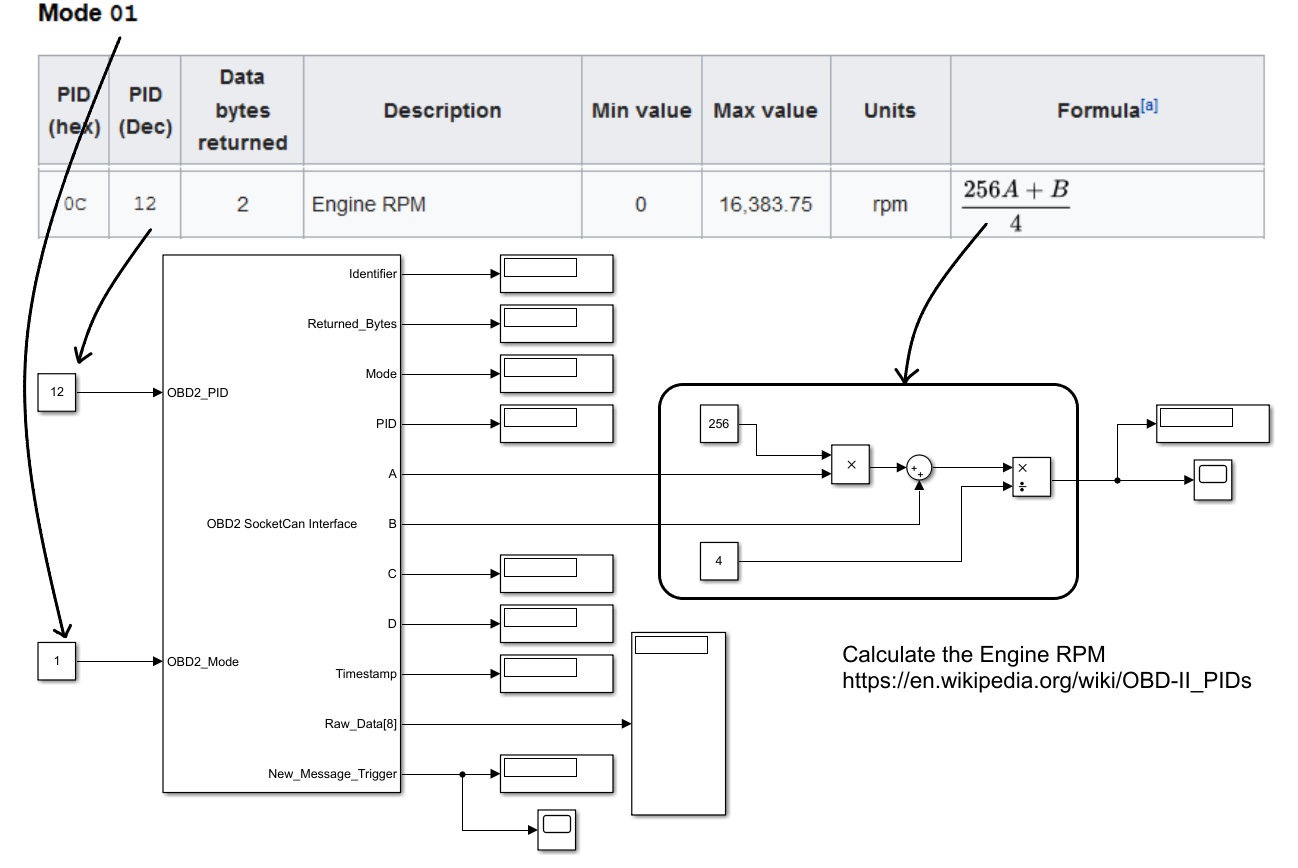 Mode 01
PID (hex)
PID (Dec)
Data bytes returned
Description
Min value
Max value
Units
Formula[a]
0C
12
2
Engine RPM
0
16,383.75
rpm
256A + B
4
Identifier
Returned_Bytes
Mode
12
OBD2_PID
PID
256
A
×
+
+
×
÷
OBD2 SocketCan Interface
B
4
C
D
1
OBD2_Mode
Timestamp
Calculate the Engine RPM
https://en.wikipedia.org/wiki/OBD-II_PIDs
Raw_Data[8]
New_Message_Trigger